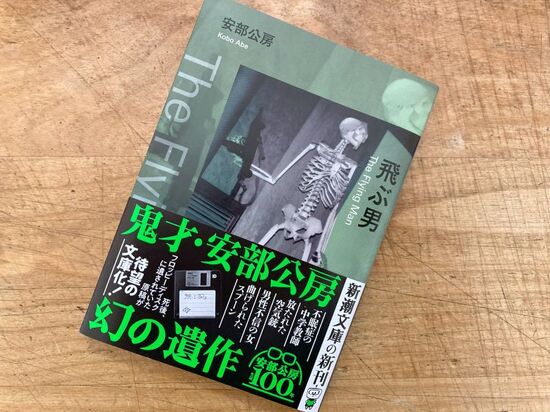 安部公房
Kobo Abe
The Flyi
飛ぶ男
The Flying Man
鬼才・安部公房
幻の遺作
死後、
フロッピーディスク
に遺されていた
原稿が
待望の
文庫化！
不眠症の
中学教師
放たれた
空気銃
男性不信の女
曲げられた
スプーン
安部公房
100年
新潮文庫の新刊